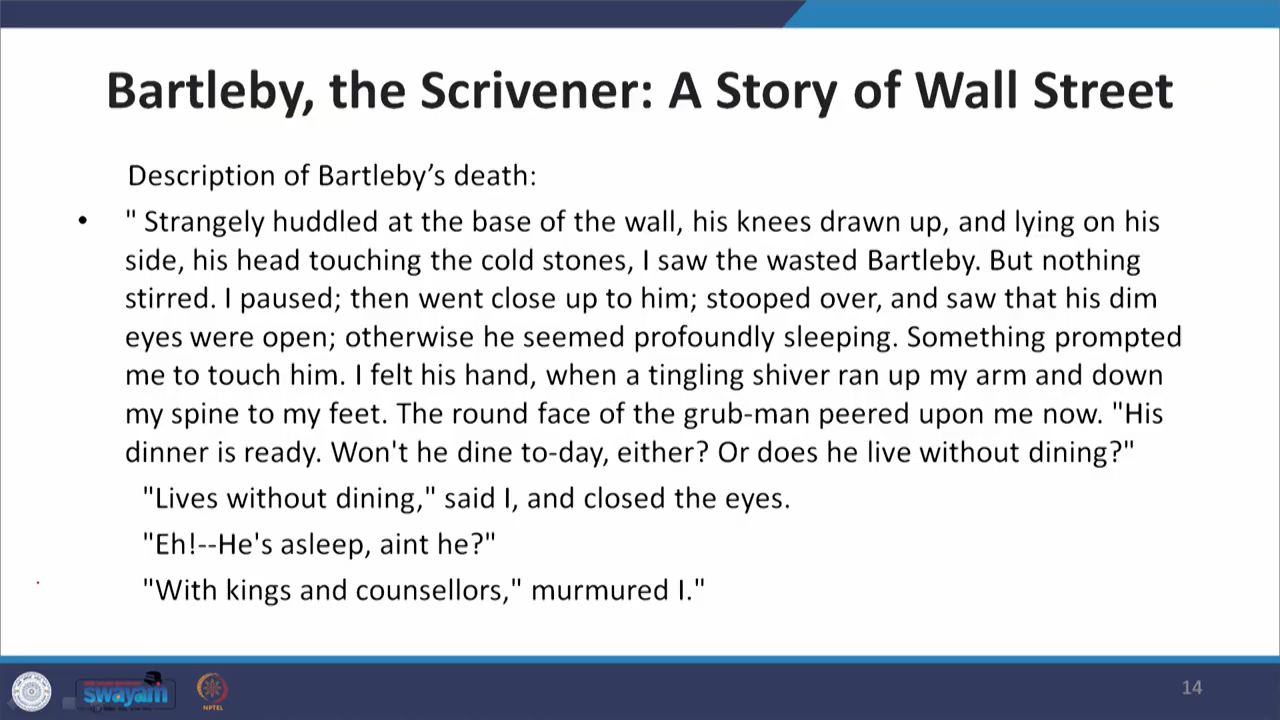 Bartleby, the Scrivener: A Story of Wall Street
Description of Bartleby’s death:
• " Strangely huddled at the base of the wall, his knees drawn up, and lying on his
side, his head touching the cold stones, I saw the wasted Bartleby. But nothing
stirred. I paused; then went close up to him; stooped over, and saw that his dim
eyes were open; otherwise he seemed profoundly sleeping. Something prompted
me to touch him. I felt his hand, when a tingling shiver ran up my arm and down
my spine to my feet. The round face of the grub-man peered upon me now. "His
dinner is ready. Won't he dine to-day, either? Or does he live without dining?"
"Lives without dining," said I, and closed the eyes.
"Eh!--He's asleep, aint he?"
"With kings and counsellors," murmured I."
swayam
NPTEL
14